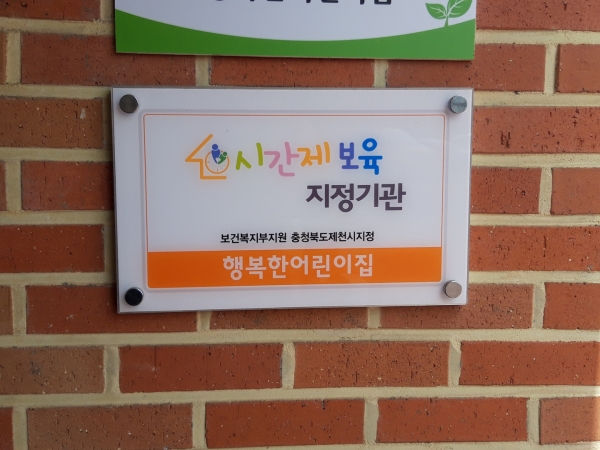 시간제 보육
지정기관
보건복지부지원 충청북도제천시지정
행복한어린이집